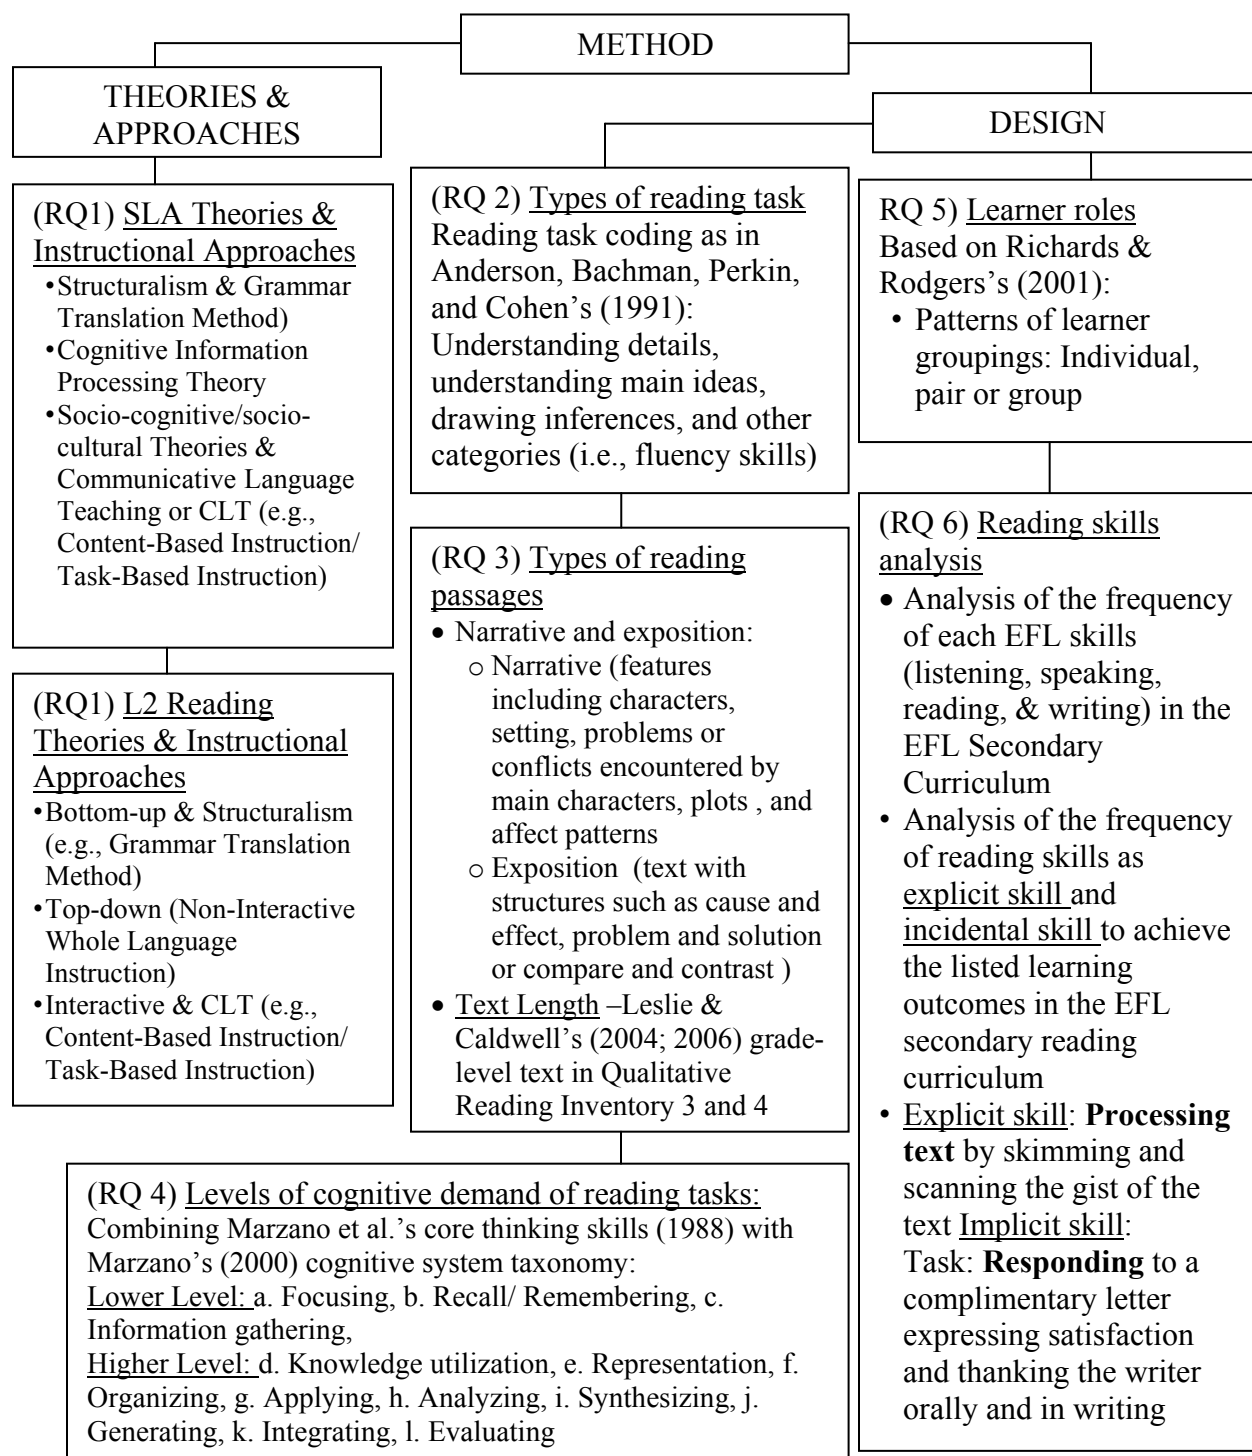 METHOD
THEORIES &
APPROACHES
DESIGN
(RQ1) SLA Theories &
Instructional Approaches
•Structuralism & Grammar
Translation Method)
•Cognitive Information
Processing Theory
•Socio-cognitive/socio-
cultural Theories &
Communicative Language
Teaching or CLT (e.g.,
Content-Based Instruction/
Task-Based Instruction)
(RQ1) L2 Reading
Theories & Instructional
Approaches
•Bottom-up & Structuralism
(e.g., Grammar Translation
Method)
•Top-down (Non-Interactive
Whole Language
Instruction)
•Interactive & CLT (e.g.,
Content-Based Instruction/
Task-Based Instruction)
(RQ 2) Types of reading task
Reading task coding as in
Anderson, Bachman, Perkin,
and Cohen’s (1991):
Understanding details,
understanding main ideas,
drawing inferences, and other
categories (i.e., fluency skills)
(RQ 3) Types of reading
passages
• Narrative and exposition:
o Narrative (features
including characters,
setting, problems or
conflicts encountered by
main characters, plots , and
affect patterns
o Exposition (text with
structures such as cause and
effect, problem and solution
or compare and contrast )
• Text Length –Leslie &
Caldwell’s (2004; 2006) grade-
level text in Qualitative
Reading Inventory 3 and 4
(RQ 4) Levels of cognitive demand of reading tasks:
Combining Marzano et al.’s core thinking skills (1988) with
Marzano’s (2000) cognitive system taxonomy:
Lower Level: a. Focusing, b. Recall/ Remembering, c.
Information gathering,
Higher Level: d. Knowledge utilization, e. Representation, f.
Organizing, g. Applying, h. Analyzing, i. Synthesizing, j.
Generating, k. Integrating, l. Evaluating
RQ 5) Learner roles
Based on Richards &
Rodgers’s (2001):
• Patterns of learner
groupings: Individual,
pair or group
(RQ 6) Reading skills
analysis
• Analysis of the frequency
of each EFL skills
(listening, speaking,
reading, & writing) in the
EFL Secondary
Curriculum
• Analysis of the frequency
of reading skills as
explicit skill and
incidental skill to achieve
the listed learning
outcomes in the EFL
secondary reading
curriculum
• Explicit skill: Processing
text by skimming and
scanning the gist of the
text Implicit skill:
Task: Responding to a
complimentary letter
expressing satisfaction
and thanking the writer
orally and in writing